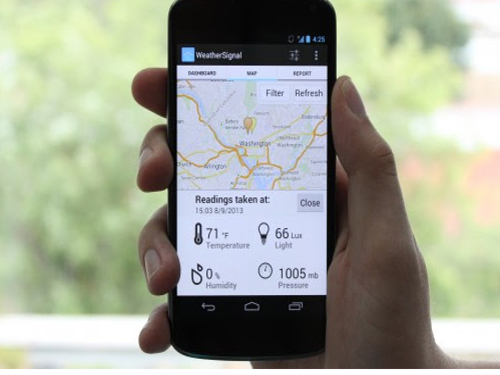 4:25
WeatherSignal
DASHBOARD MAP REPORT
Filter Refresh
Washington
Arlington
Washington
Readings taken at:
15:03 8/9/2013
Close
71 °F
Temperature
66 Lux
Light
0 %
Humidity
1005 mb
Pressure